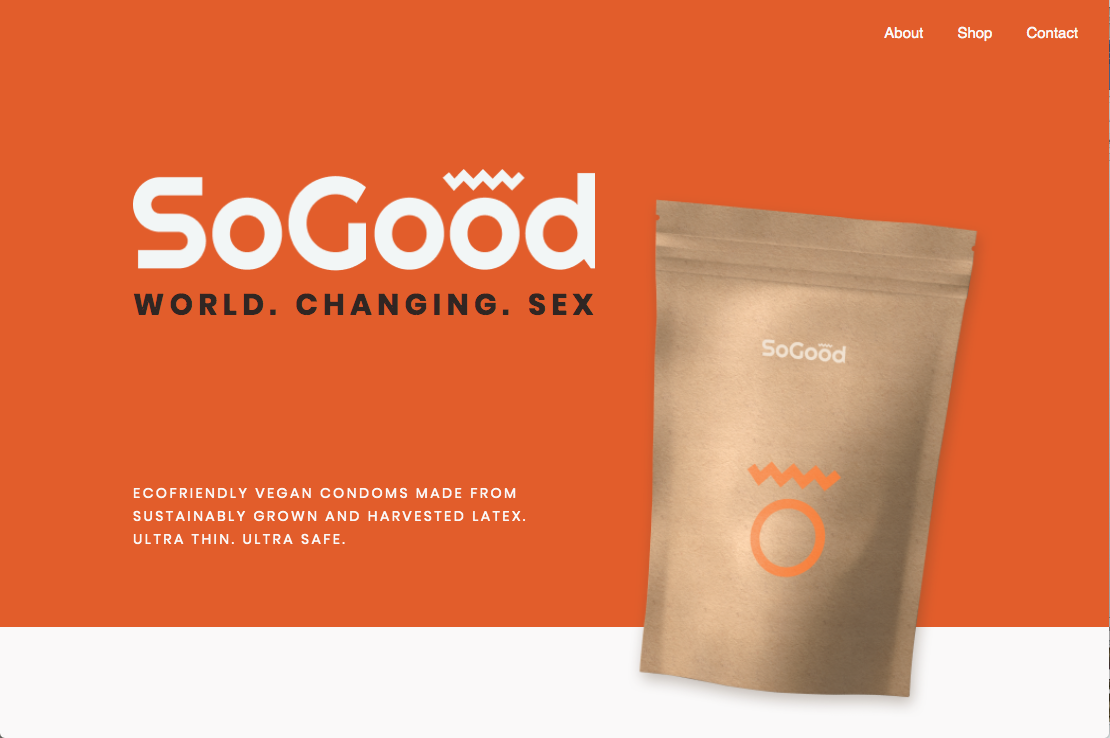 About Shop Contact
SoGood
WORLD. CHANGING. SEX
SoGood
ECOFRIENDLY VEGAN CONDOMS MADE FROM
SUSTAINABLY GROWN AND HARVESTED LATEX.
ULTRA THIN. ULTRA SAFE.